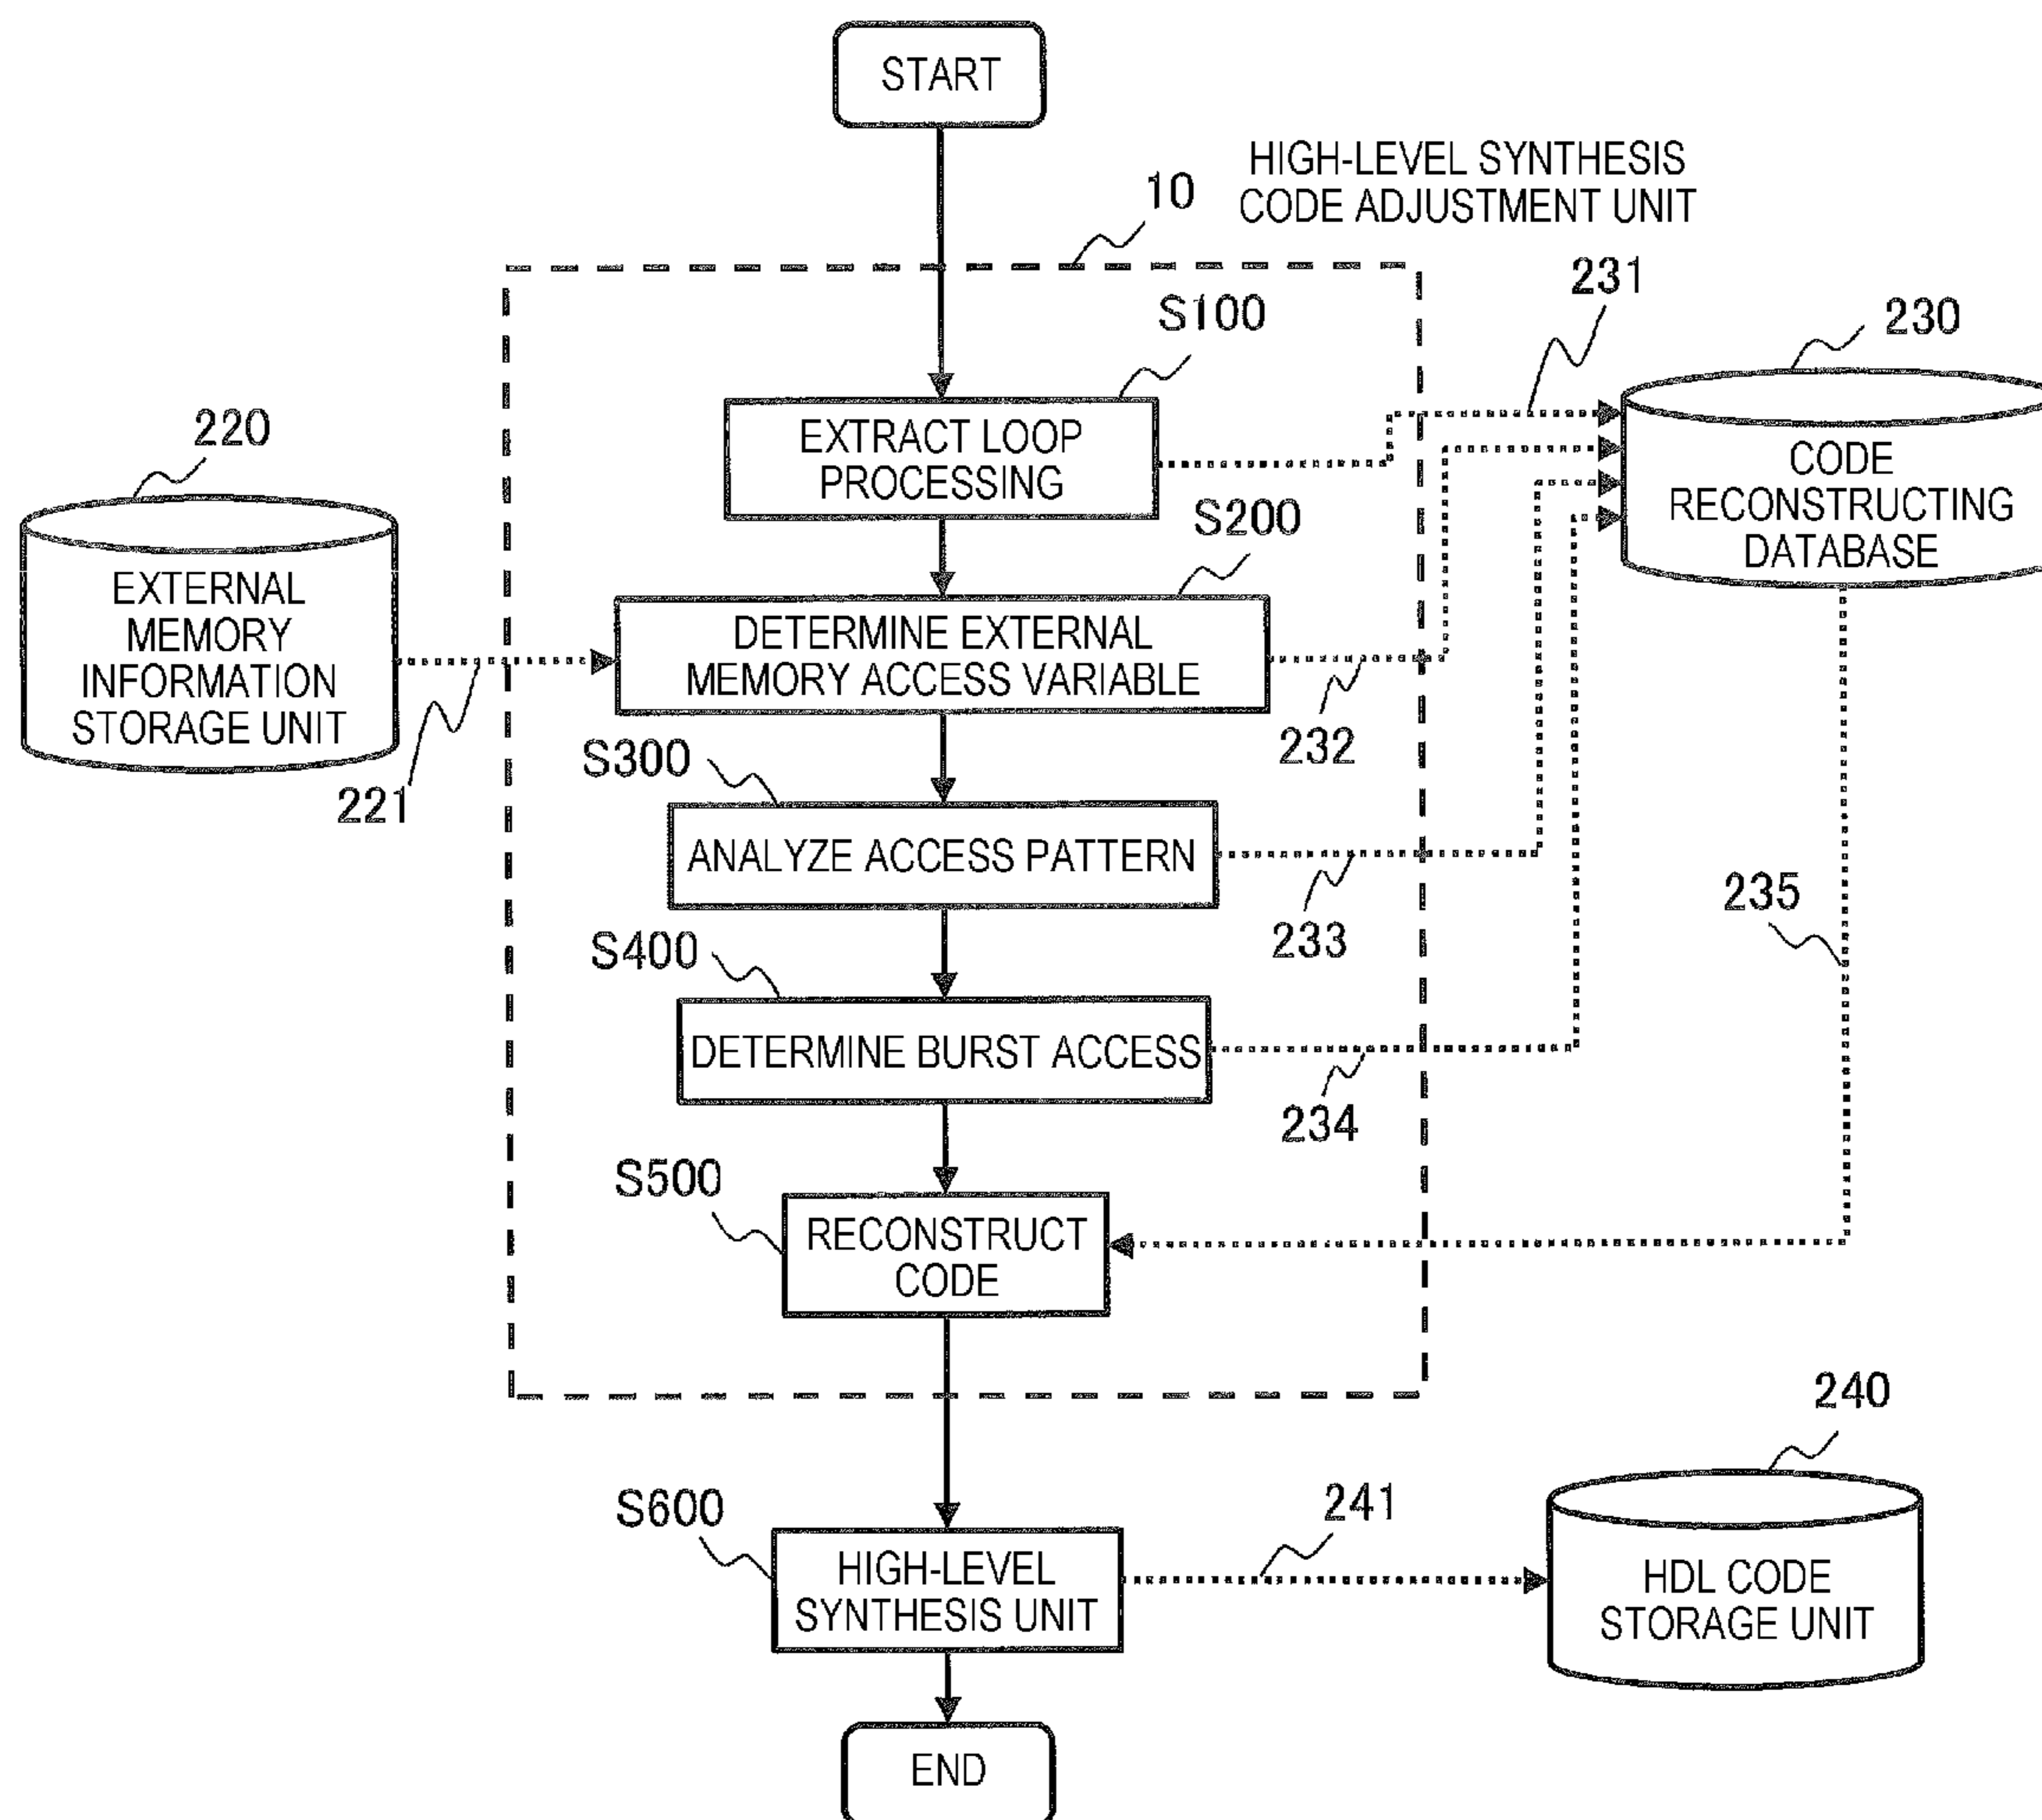 START
HIGH-LEVEL SYNTHESIS
CODE ADJUSTMENT UNIT
10
231
S100
230
EXTRACT LOOP
PROCESSING
220
CODE
RECONSTRUCTING
DATABASE
S200
EXTERNAL
MEMORY
INFORMATION
STORAGE UNIT
DETERMINE EXTERNAL
MEMORY ACCESS VARIABLE
221
232
S300
ANALYZE ACCESS PATTERN
233
235
S400
DETERMINE BURST ACCESS
234
S500
RECONSTRUCT
CODE
240
S600
HIGH-LEVEL
SYNTHESIS UNIT
241
HDL CODE
STORAGE UNIT
END